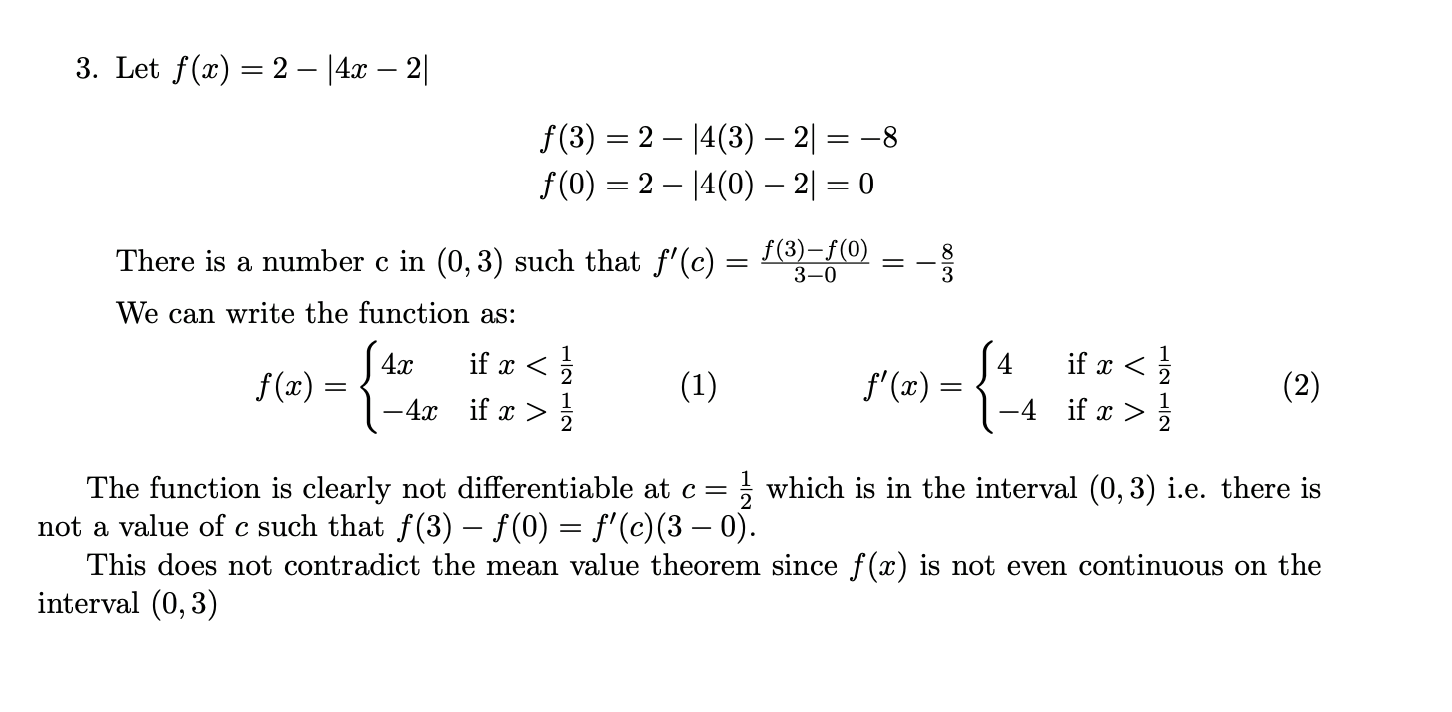 3. Let f(x) = 2 − |4x − 2|
f(3) = 2 − |4(3) − 2| = −8
f(0) = 2 − |4(0) − 2| = 0
There is a number c in (0, 3) such that f′(c) = \frac{f(3)−f(0)}{3−0} = −\frac{8}{3}
We can write the function as:
f(x) = \begin{cases} 4x & \text{if } x < \frac{1}{2} \\ −4x & \text{if } x > \frac{1}{2} \end{cases} (1) f′(x) = \begin{cases} 4 & \text{if } x < \frac{1}{2} \\ −4 & \text{if } x > \frac{1}{2} \end{cases} (2)
The function is clearly not differentiable at c = \frac{1}{2} which is in the interval (0, 3) i.e. there is
not a value of c such that f(3) − f(0) = f′(c)(3 − 0).
This does not contradict the mean value theorem since f(x) is not even continuous on the
interval (0, 3)